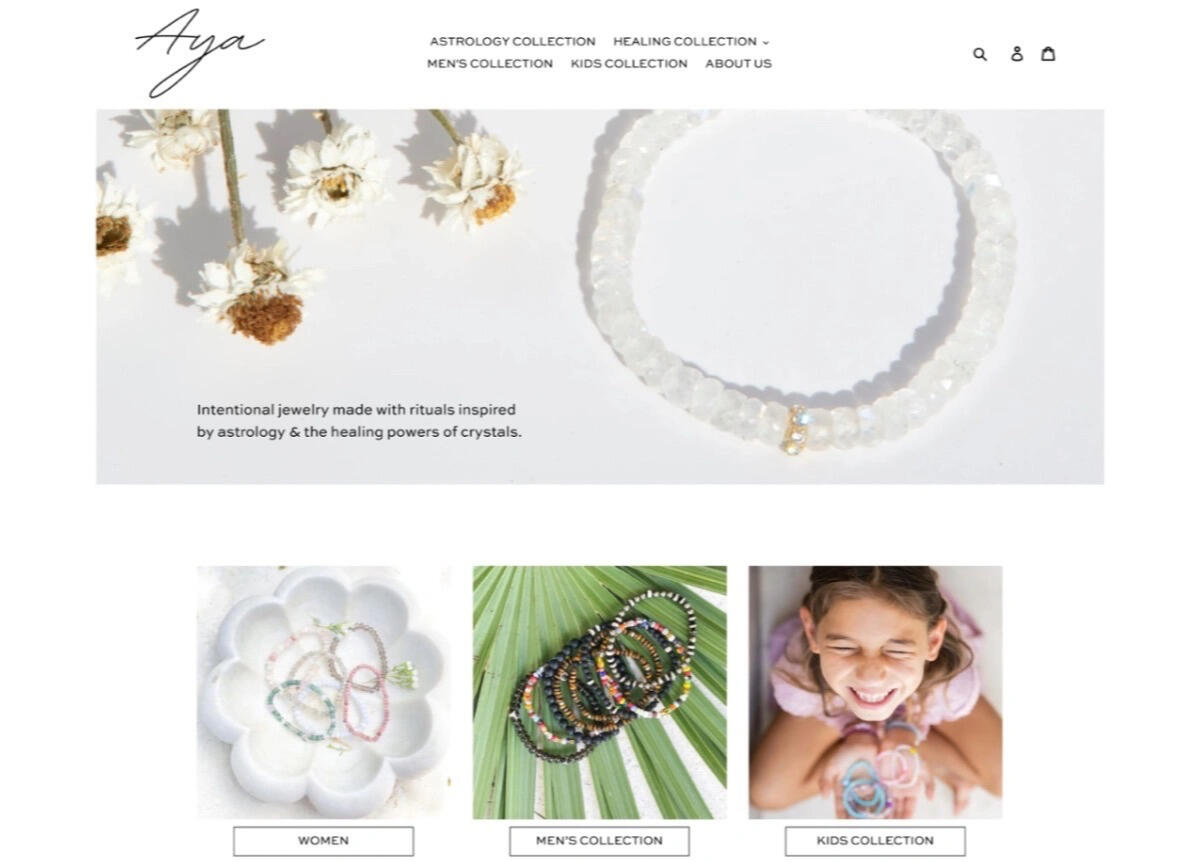 Aya
ASTROLOGY COLLECTION HEALING COLLECTION
MEN'S COLLECTION KIDS COLLECTION ABOUT US
Intentional jewelry made with rituals inspired
by astrology & the healing powers of crystals.
WOMEN
MEN'S COLLECTION
KIDS COLLECTION